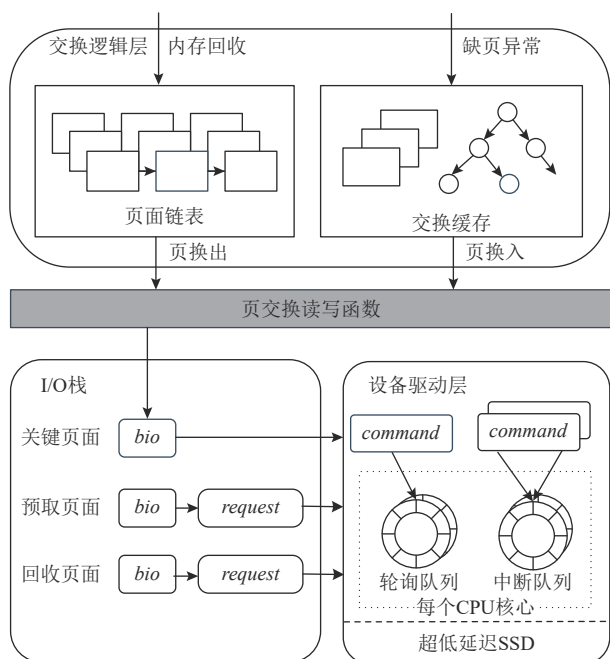 交换逻辑层 内存回收 缺页异常
页面链表 交换缓存
页换出 页换入
页交换读写函数
I/O栈 设备驱动层
关键页面 bio command command
预取页面 bio request
回收页面 bio request
轮询队列 中断队列
每个CPU核心
超低延迟SSD